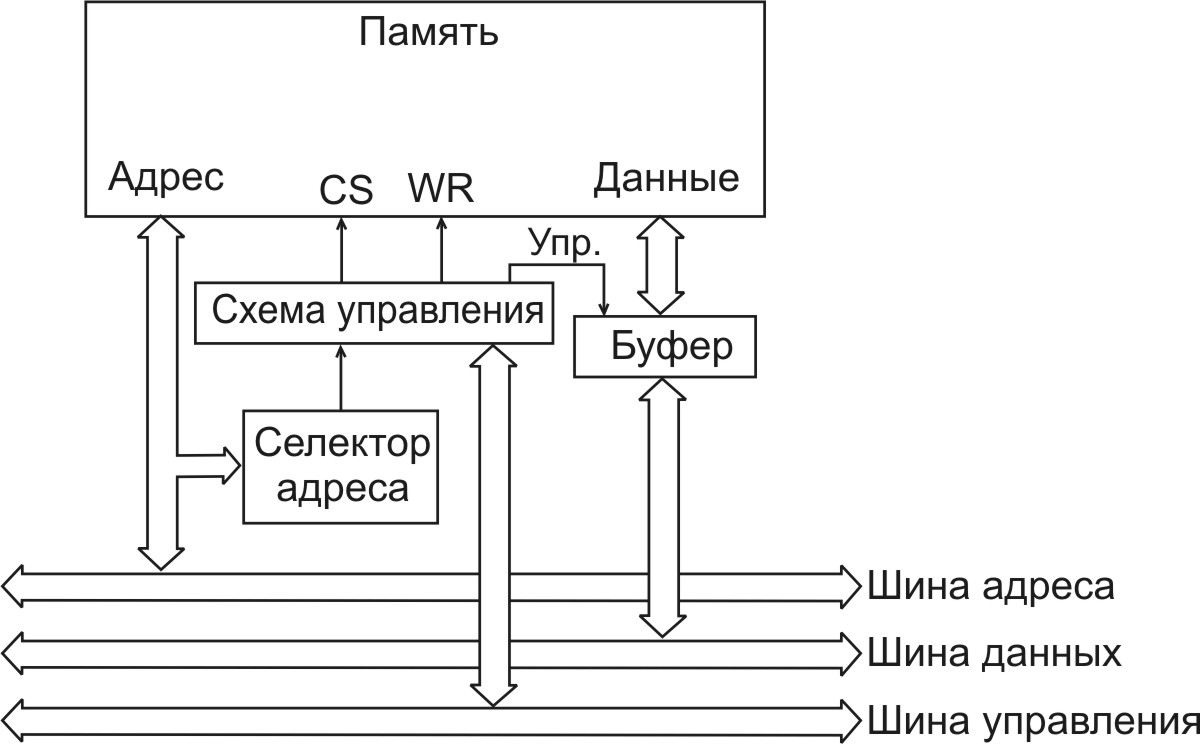 Память
Адрес
CS
WR
Данные
Упр.
Схема управления
Буфер
Селектор
адреса
Шина адреса
Шина данных
Шина управления